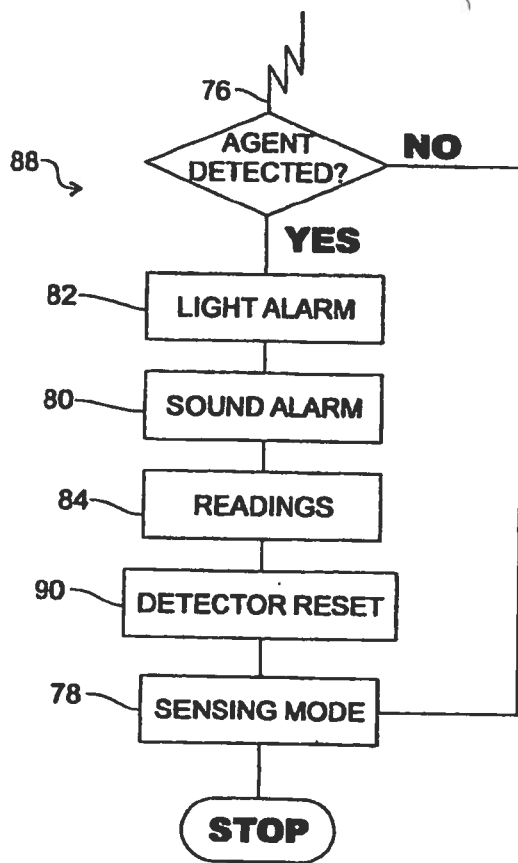 76
AGENT
DETECTED?
NO
88
YES
82
LIGHT ALARM
80
SOUND ALARM
84
READINGS
90
DETECTOR RESET
78
SENSING MODE
STOP